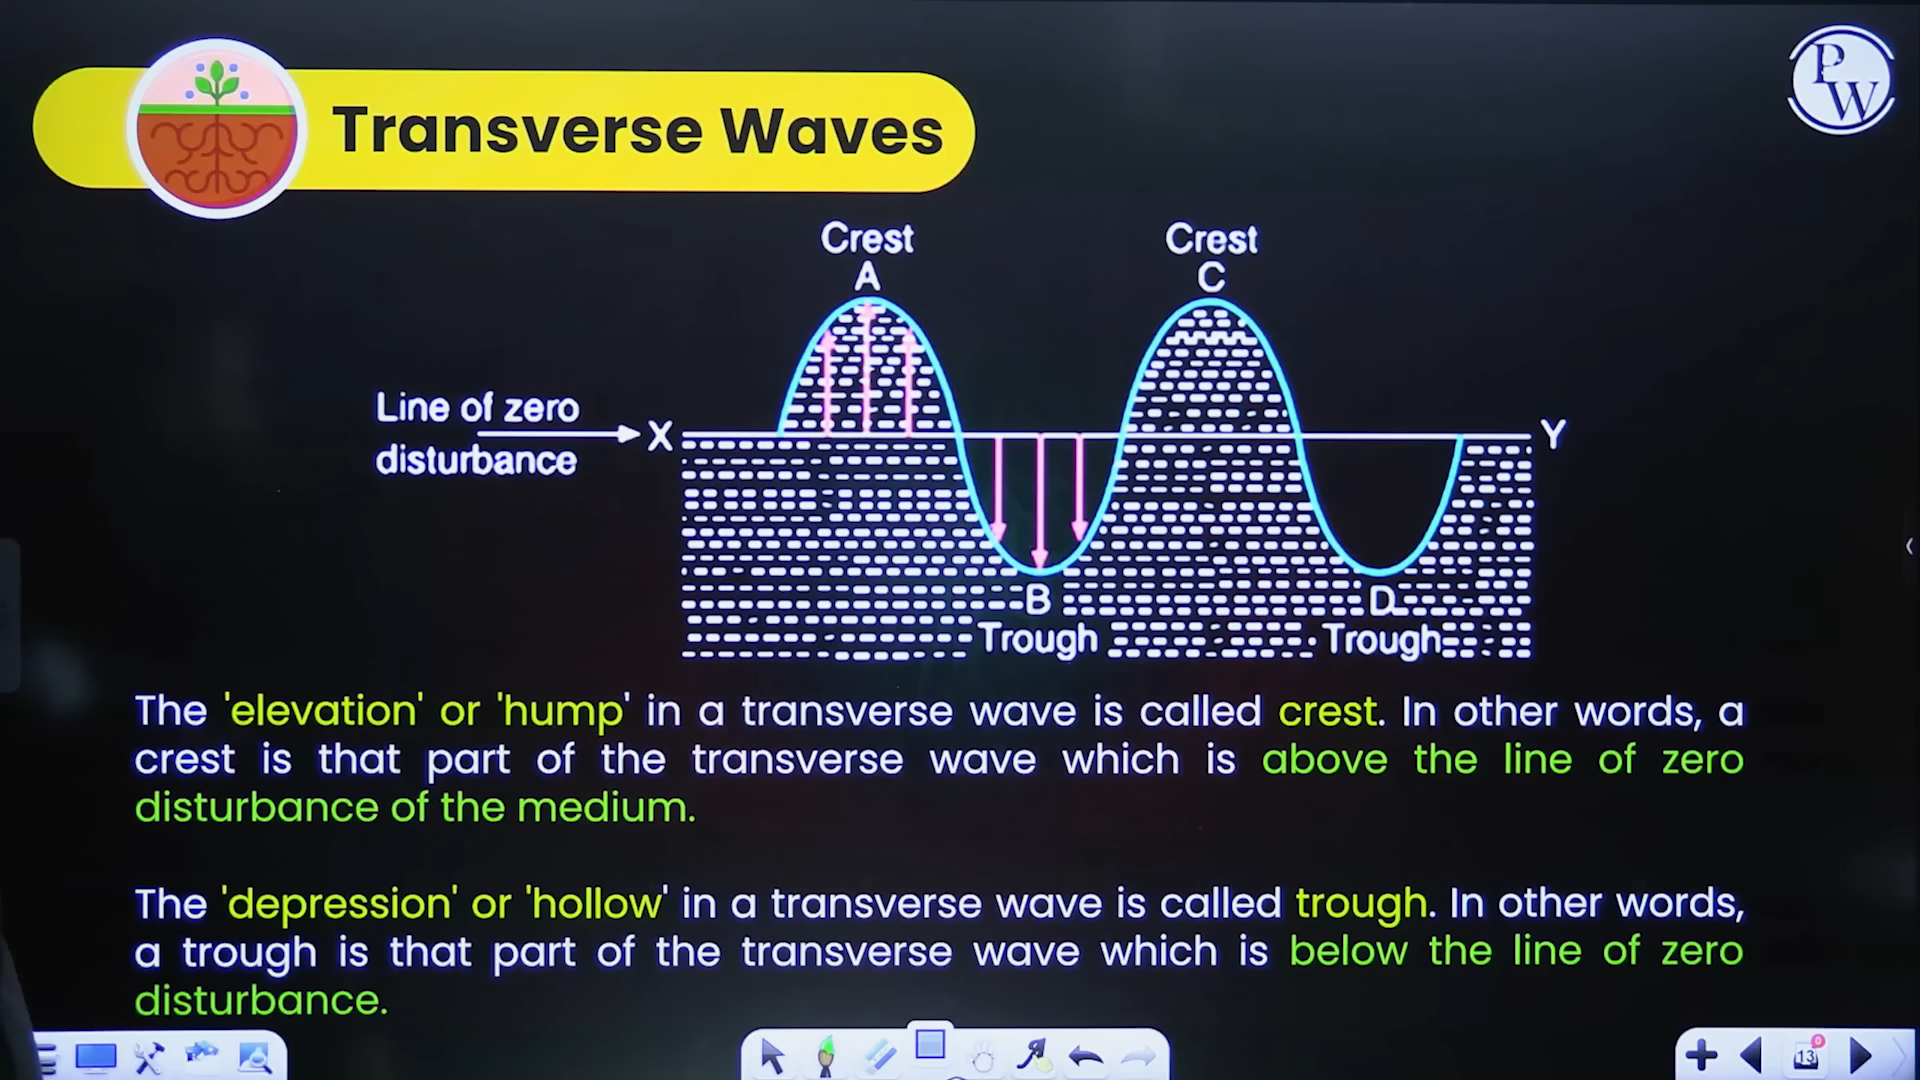 PW
Transverse Waves
Crest
A
Crest
C
Line of zero
disturbance
X
Y
B
Trough
D
Trough
The 'elevation' or 'hump' in a transverse wave is called crest. In other words, a
crest is that part of the transverse wave which is above the line of zero
disturbance of the medium.
The 'depression' or 'hollow' in a transverse wave is called trough. In other words,
a trough is that part of the transverse wave which is below the line of zero
disturbance.
13
0